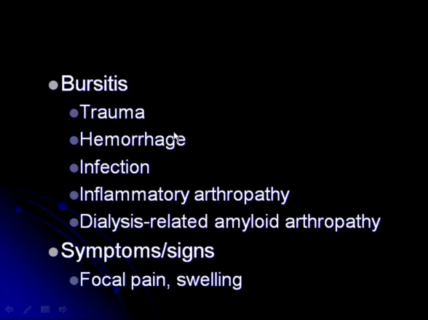 Bursitis
Trauma
Hemorrhage
Infection
Inflammatory arthropathy
Dialysis-related amyloid arthropathy
Symptoms/signs
Focal pain, swelling